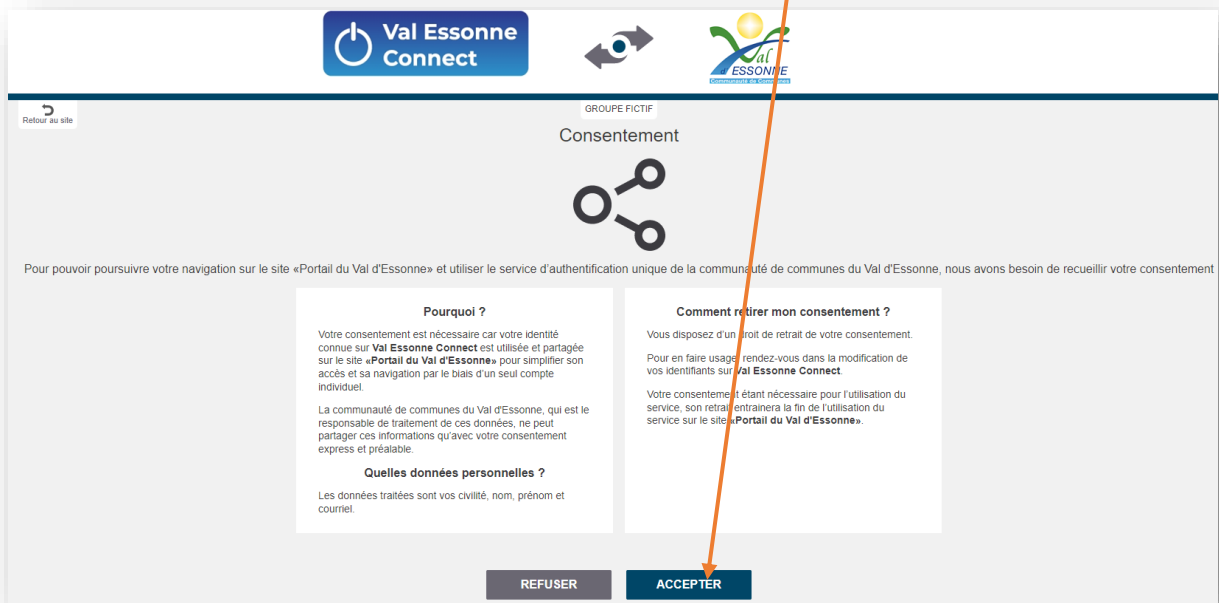 Val Essonne
Connect
Val
d'ESSONNE
Communauté de Communes
Retour au site
GROUPE FICTIF
Consentement
Pour pouvoir poursuivre votre navigation sur le site «Portail du Val d'Essonne» et utiliser le service d'authentification unique de la communauté de communes du Val d'Essonne, nous avons besoin de recueillir votre consentement
Pourquoi ?
Votre consentement est nécessaire car votre identité
connue sur Val Essonne Connect est utilisée et partagée
sur le site «Portail du Val d'Essonne» pour simplifier son
accès et sa navigation par le biais d'un seul compte
individuel.
La communauté de communes du Val d'Essonne, qui est le
responsable de traitement de ces données, ne peut
partager ces informations qu'avec votre consentement
express et préalable.
Quelles données personnelles ?
Les données traitées sont vos civilité, nom, prénom et
courriel.
Comment retirer mon consentement ?
Vous disposez d'un droit de retrait de votre consentement.
Pour en faire usage, rendez-vous dans la modification de
vos identifiants sur Val Essonne Connect.
Votre consentement étant nécessaire pour l'utilisation du
service, son retrait entrainera la fin de l'utilisation du
service sur le site «Portail du Val d'Essonne».
REFUSER
ACCEPTER